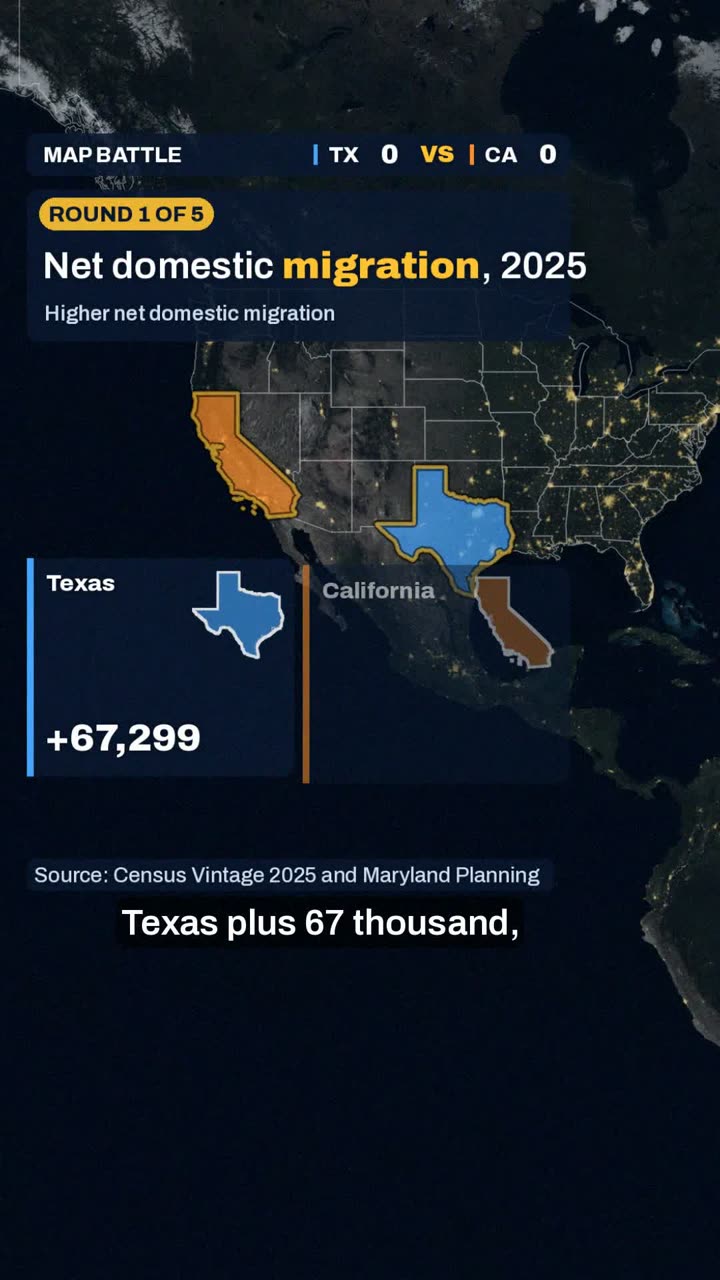 MAP BATTLE TX 0 VS CA 0
ROUND 1 OF 5
Net domestic migration, 2025
Higher net domestic migration
Texas
California
+67,299
Source: Census Vintage 2025 and Maryland Planning
Texas plus 67 thousand,